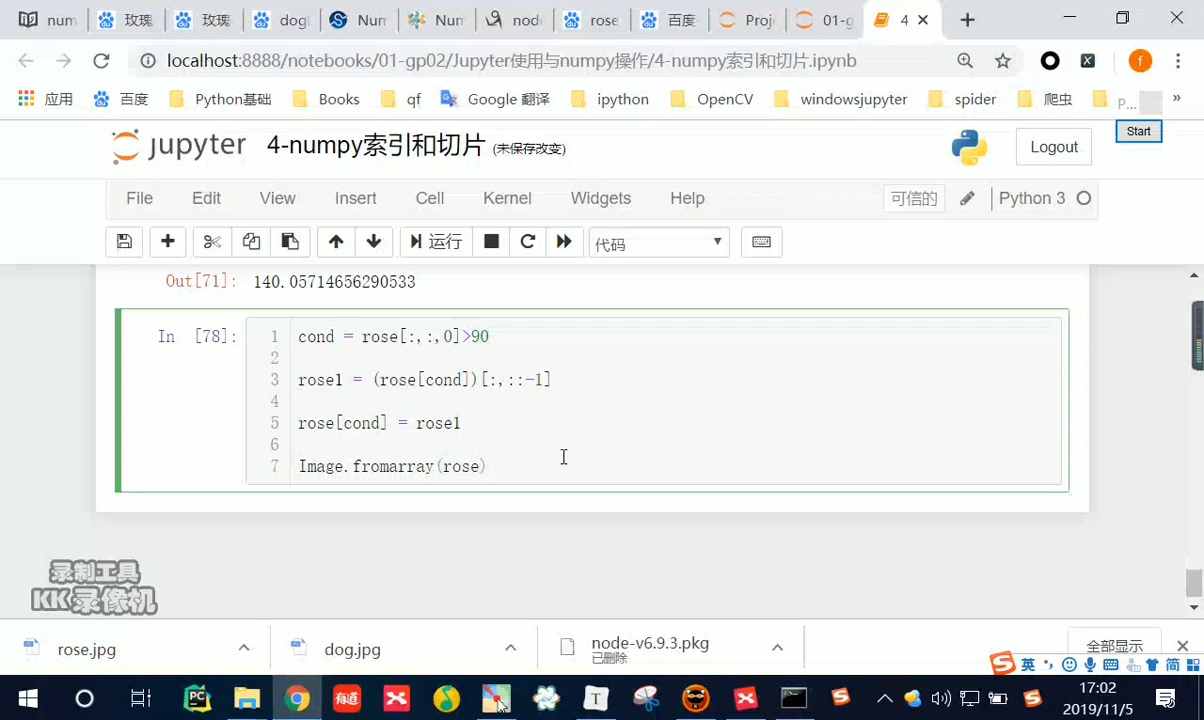 num 玫瑰 玫瑰 dog Num Num nod rose 百度 Proj 01-g 4
localhost:8888/notebooks/01-gp02/Jupyter使用与numpy操作/4-numpy索引和切片.ipynb
应用 百度 Python基础 Books qf Google 翻译 ipython OpenCV windowsjupyter spider 爬虫 P... »
Start
jupyter 4-numpy索引和切片 (未保存改变) Logout
File Edit View Insert Cell Kernel Widgets Help 可信的 Python 3
运行 代码
Out[71]: 140.05714656290533
In [78]: 1 cond = rose[:,:,0]>90
2
3 rose1 = (rose[cond])[:,::-1]
4
5 rose[cond] = rose1
6
7 Image.fromarray(rose)
录制工具
KK录像机
rose.jpg dog.jpg node-v6.9.3.pkg 全部显示
已删除
英 简
17:02
2019/11/5